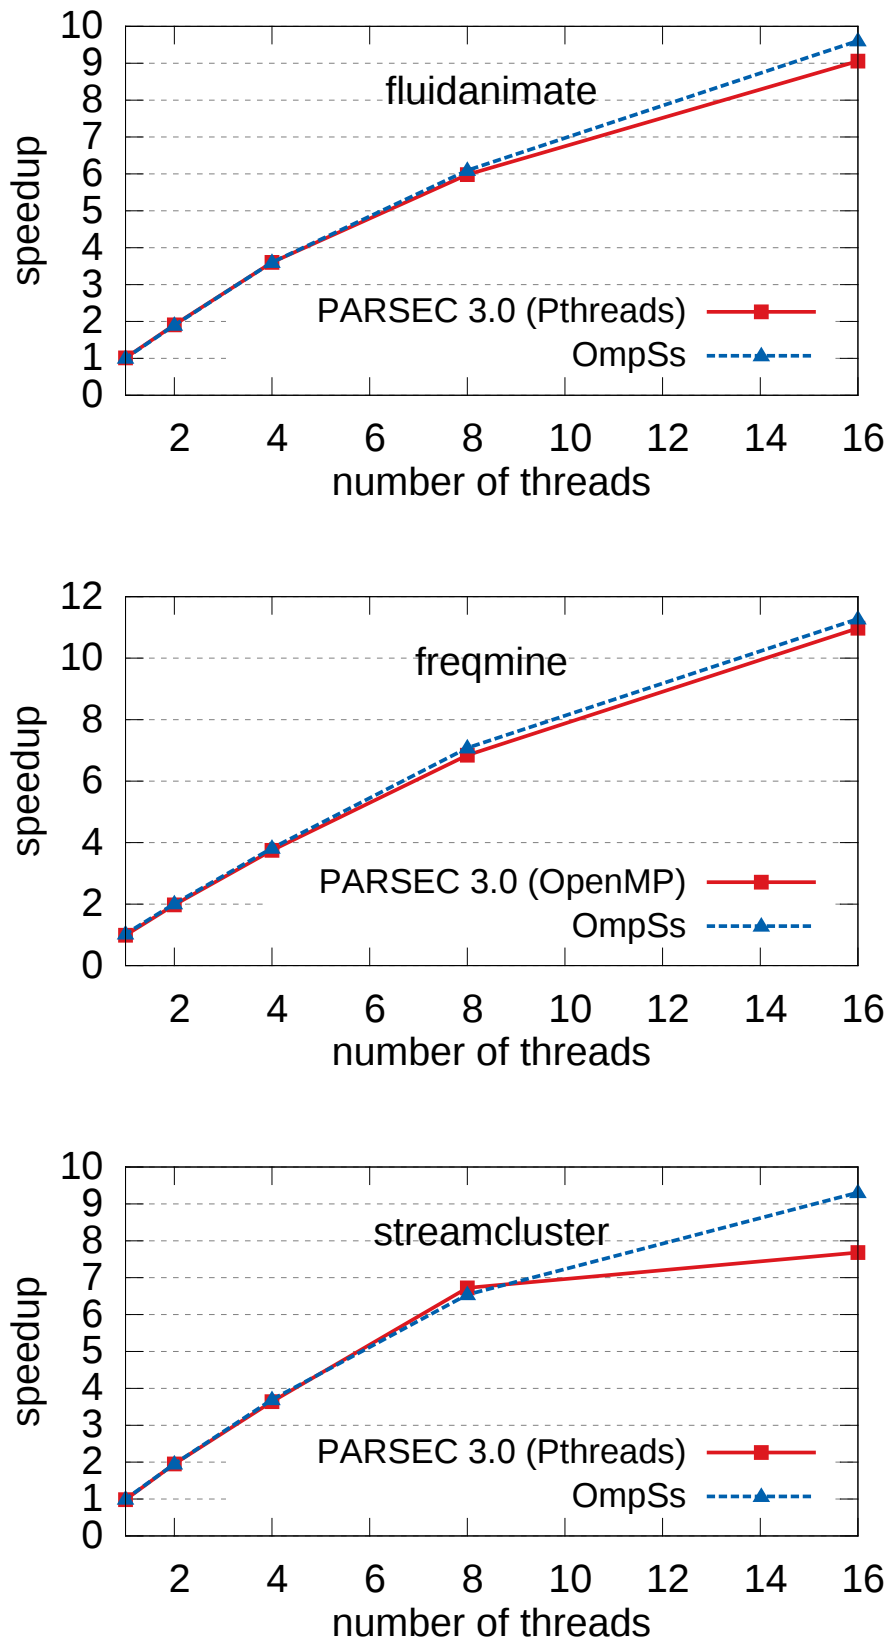 10
9
8
7
6
5
4
3
2
1
0
speedup
fluidanimate
PARSEC 3.0 (Pthreads)
OmpSs
2 4 6 8 10 12 14 16
number of threads
12
10
8
6
4
2
0
speedup
freqmine
PARSEC 3.0 (OpenMP)
OmpSs
2 4 6 8 10 12 14 16
number of threads
10
9
8
7
6
5
4
3
2
1
0
speedup
streamcluster
PARSEC 3.0 (Pthreads)
OmpSs
2 4 6 8 10 12 14 16
number of threads